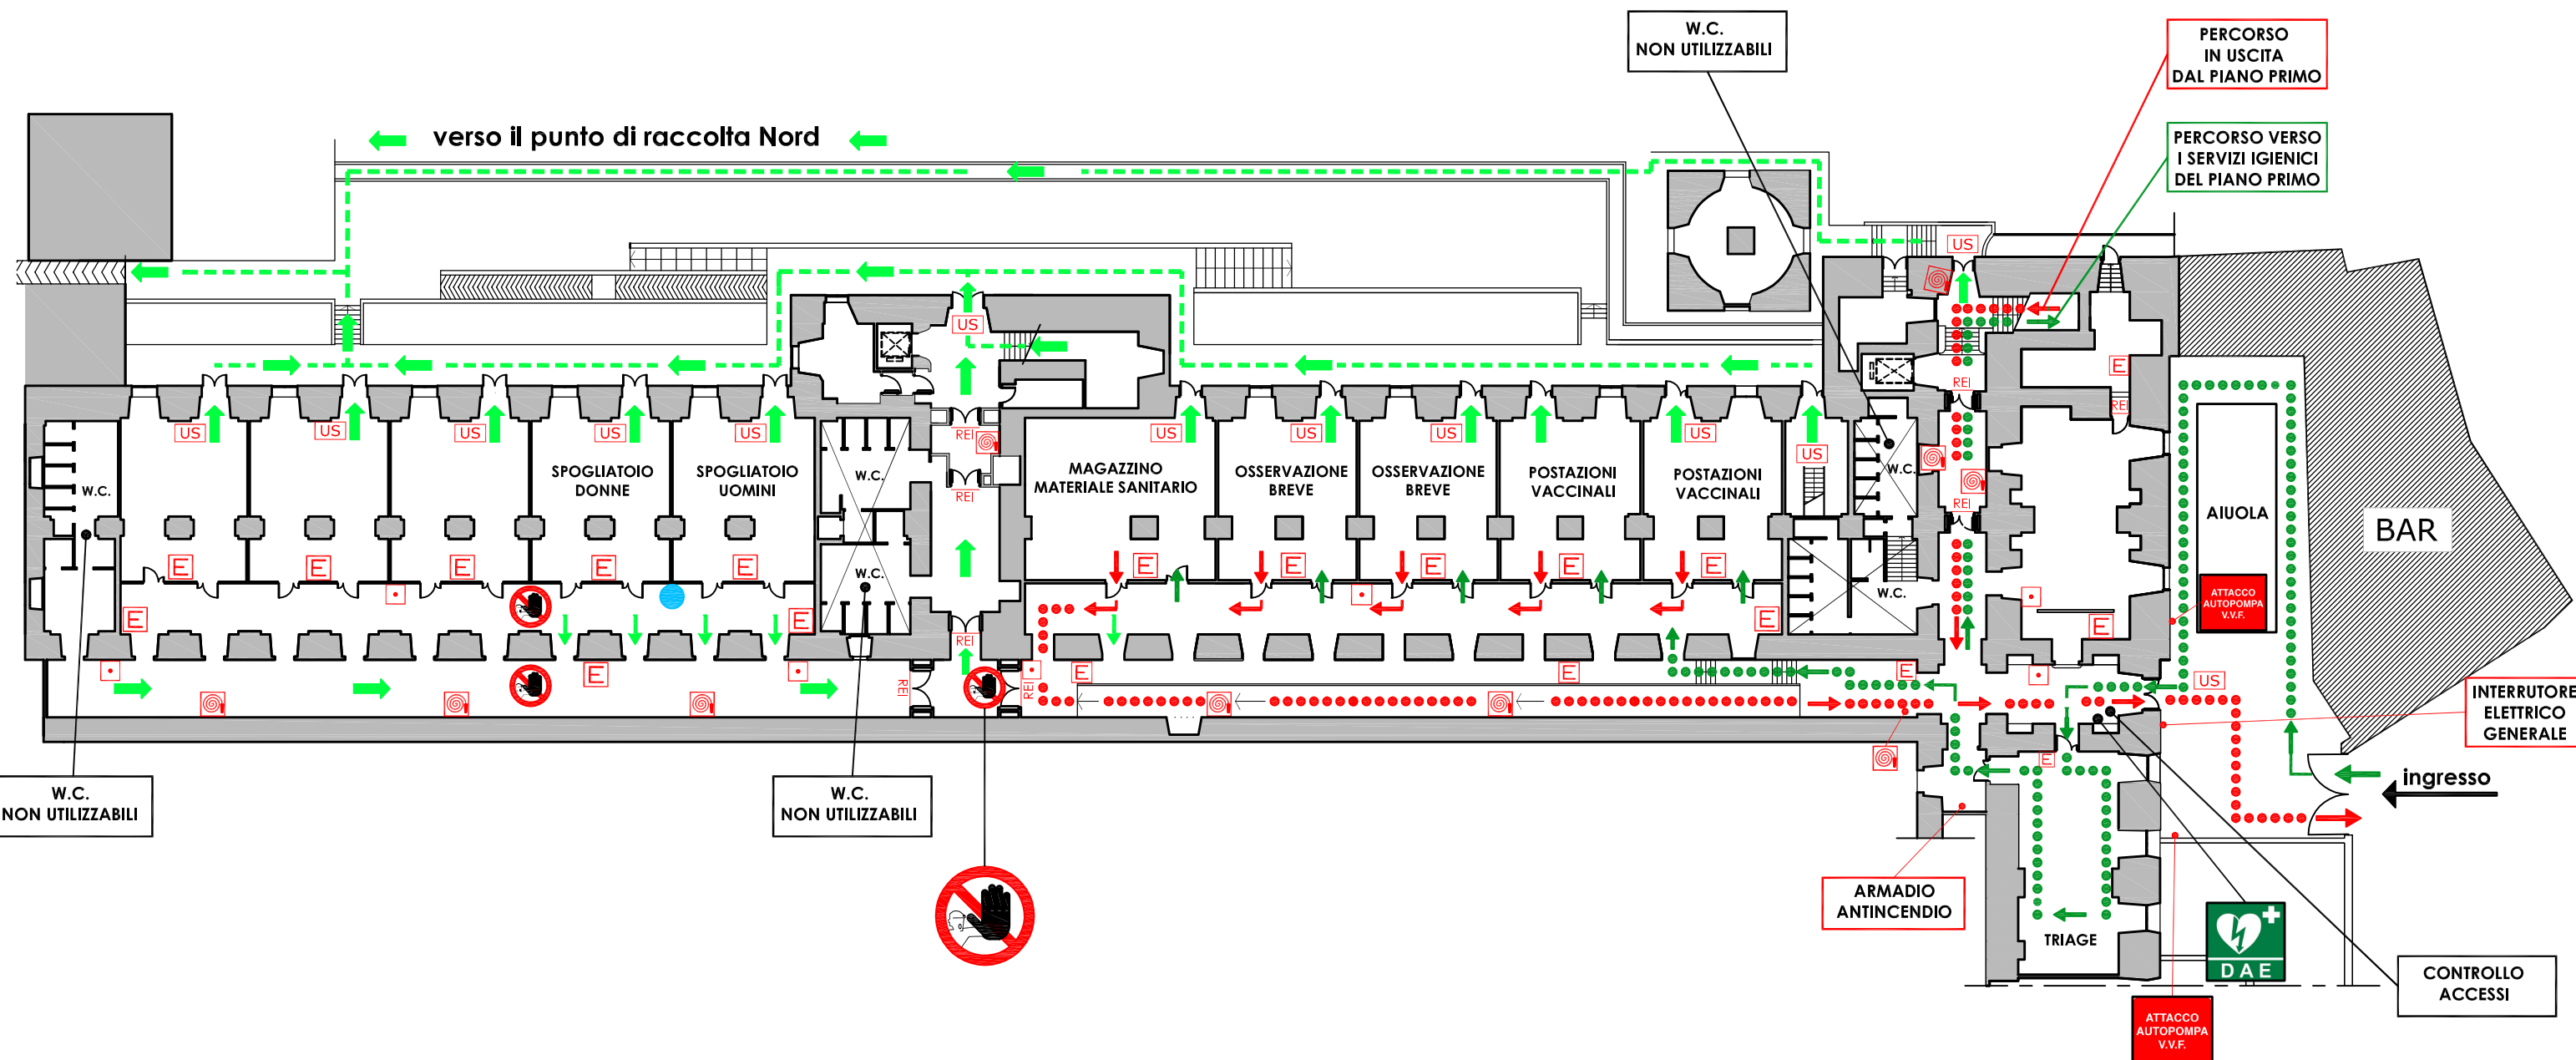 W.C.
NON UTILIZZABILI
PERCORSO
IN USCITA
DAL PIANO PRIMO
verso il punto di raccolta Nord
PERCORSO VERSO
I SERVIZI IGIENICI
DEL PIANO PRIMO
US
US
E
REI
REI
US
US
US
US
US
REI
US
US
US
US
US
W.C.
SPOGLIATOIO
DONNE
SPOGLIATOIO
UOMINI
W.C.
REI
MAGAZZINO
MATERIALE SANITARIO
OSSERVAZIONE
BREVE
OSSERVAZIONE
BREVE
POSTAZIONI
VACCINALI
POSTAZIONI
VACCINALI
W.C.
REI
AIUOLA
BAR
E
E
E
E
E
W.C.
E
E
E
E
E
W.C.
ATTACCO
AUTOPOMPA
V.V.F.
E
E
E
E
REI
E
E
E
E
REI
REI
US
INTERRUTORE
ELETTRICO
GENERALE
E
ingresso
W.C.
NON UTILIZZABILI
W.C.
NON UTILIZZABILI
ARMADIO
ANTINCENDIO
TRIAGE
DAE
CONTROLLO
ACCESSI
ATTACCO
AUTOPOMPA
V.V.F.